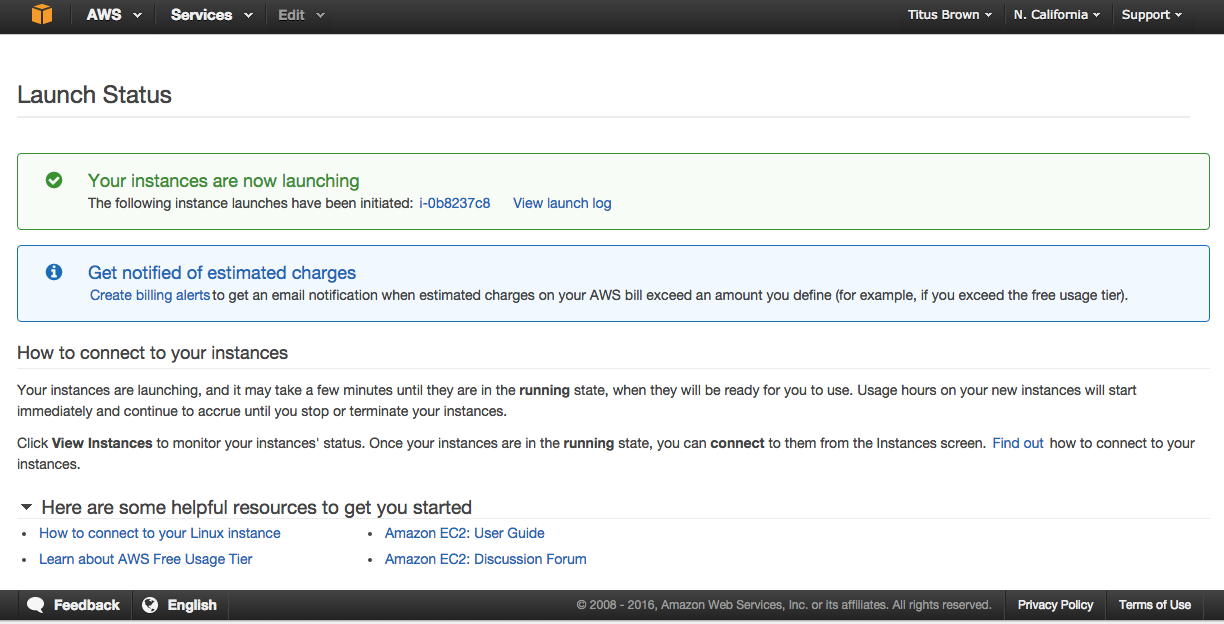 AWS Services Edit Titus Brown N. California Support
Launch Status
Your instances are now launching
The following instance launches have been initiated: i-0b8237c8 View launch log
Get notified of estimated charges
Create billing alerts to get an email notification when estimated charges on your AWS bill exceed an amount you define (for example, if you exceed the free usage tier).
How to connect to your instances
Your instances are launching, and it may take a few minutes until they are in the running state, when they will be ready for you to use. Usage hours on your new instances will start
immediately and continue to accrue until you stop or terminate your instances.
Click View Instances to monitor your instances' status. Once your instances are in the running state, you can connect to them from the Instances screen. Find out how to connect to your
instances.
Here are some helpful resources to get you started
• How to connect to your Linux instance • Amazon EC2: User Guide
• Learn about AWS Free Usage Tier • Amazon EC2: Discussion Forum
Feedback English © 2008 - 2016, Amazon Web Services, Inc. or its affiliates. All rights reserved. Privacy Policy Terms of Use